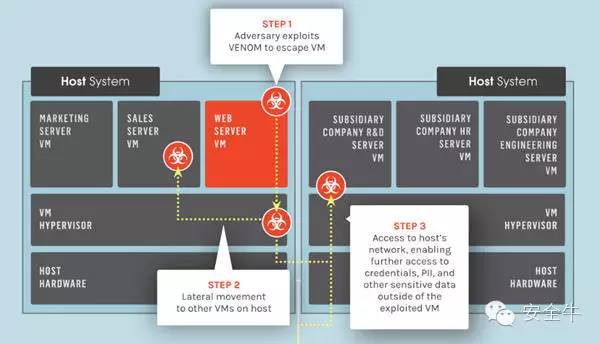 STEP 1
Adversary exploits
VENOM to escape VM
Host System
MARKETING
SERVER
VM
SALES
SERVER
VM
WEB
SERVER
VM
VM
HYPERVISOR
HOST
HARDWARE
STEP 2
Lateral movement
to other VMs on host
Host System
SUBSIDIARY
COMPANY R&D
SERVER
VM
SUBSIDIARY
COMPANY HR
SERVER
VM
SUBSIDIARY
COMPANY
ENGINEERING
SERVER
VM
STEP 3
Access to host's
network, enabling
further access to
credentials, PII, and
other sensitive data
outside of the
exploited VM
VM
HYPERVISOR
HOST
HARDWARE
安全牛